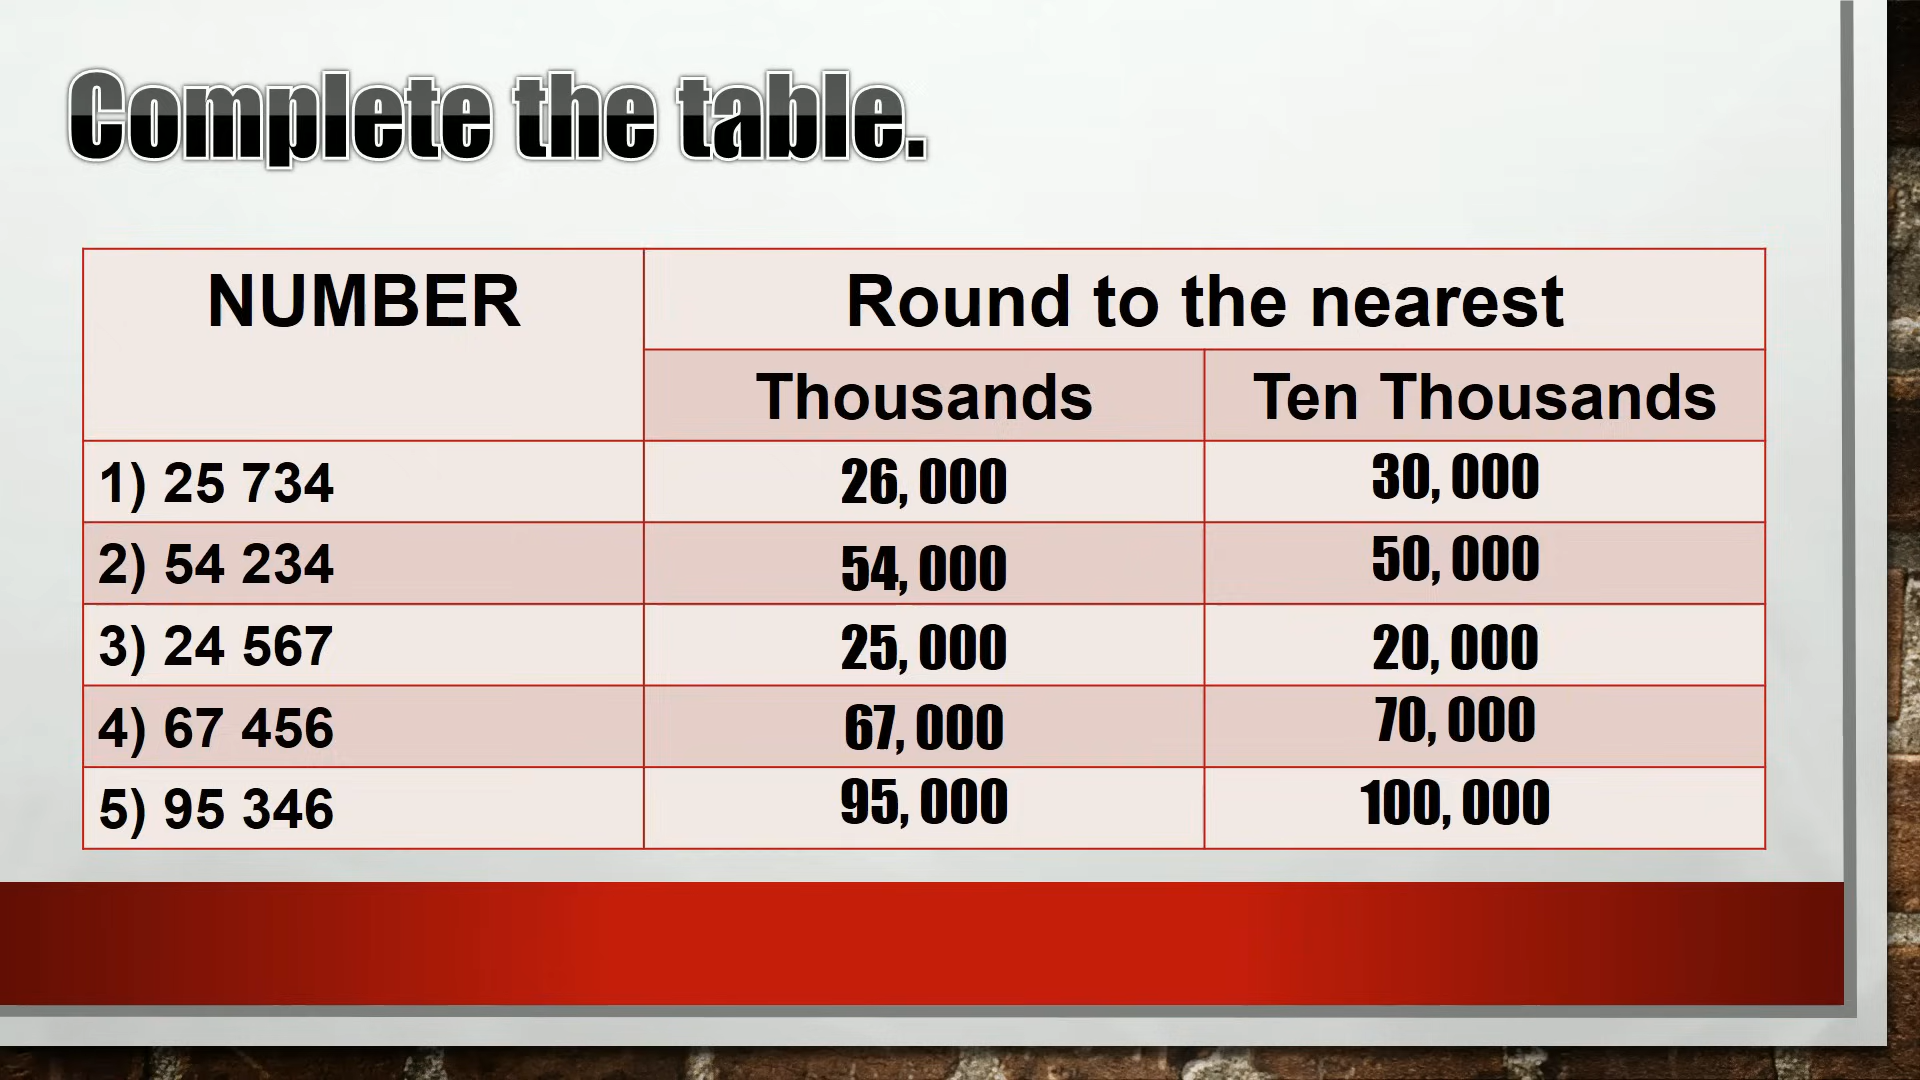 Complete the table.
NUMBER
Round to the nearest
Thousands
Ten Thousands
1) 25 734
26, 000
30, 000
2) 54 234
54, 000
50, 000
3) 24 567
25, 000
20, 000
4) 67 456
67, 000
70, 000
5) 95 346
95, 000
100, 000